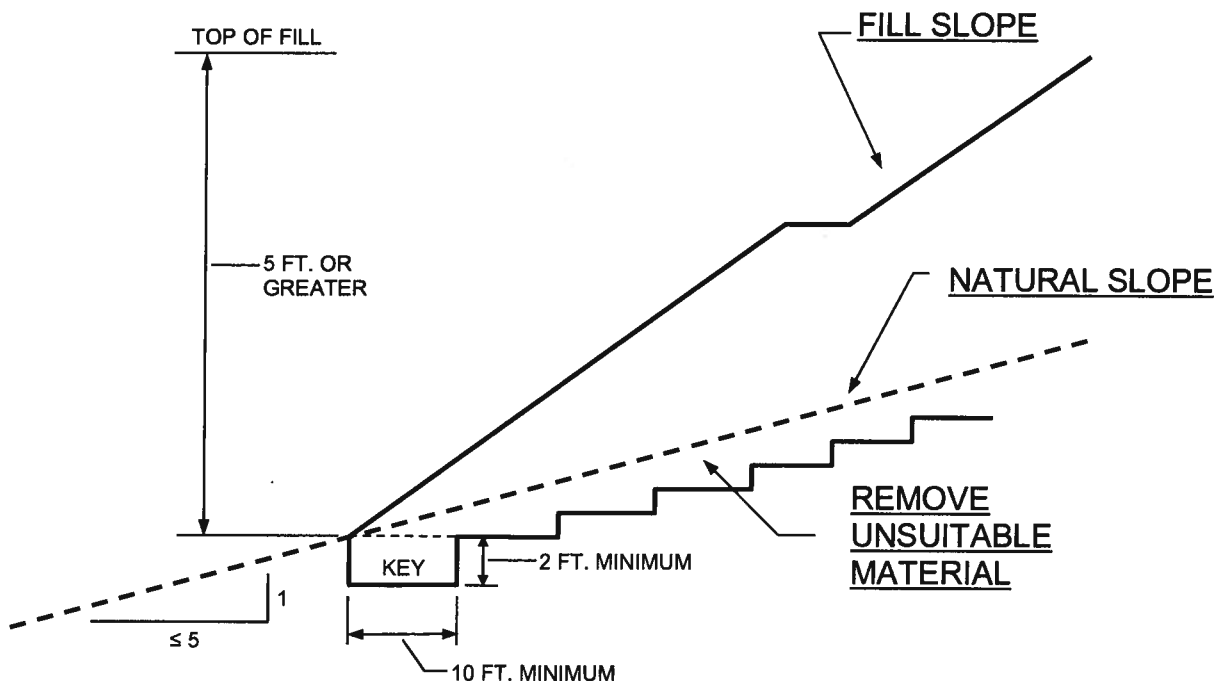 TOP OF FILL
FILL SLOPE
5 FT. OR
GREATER
NATURAL SLOPE
REMOVE
UNSUITABLE
MATERIAL
KEY
2 FT. MINIMUM
1
≤ 5
10 FT. MINIMUM